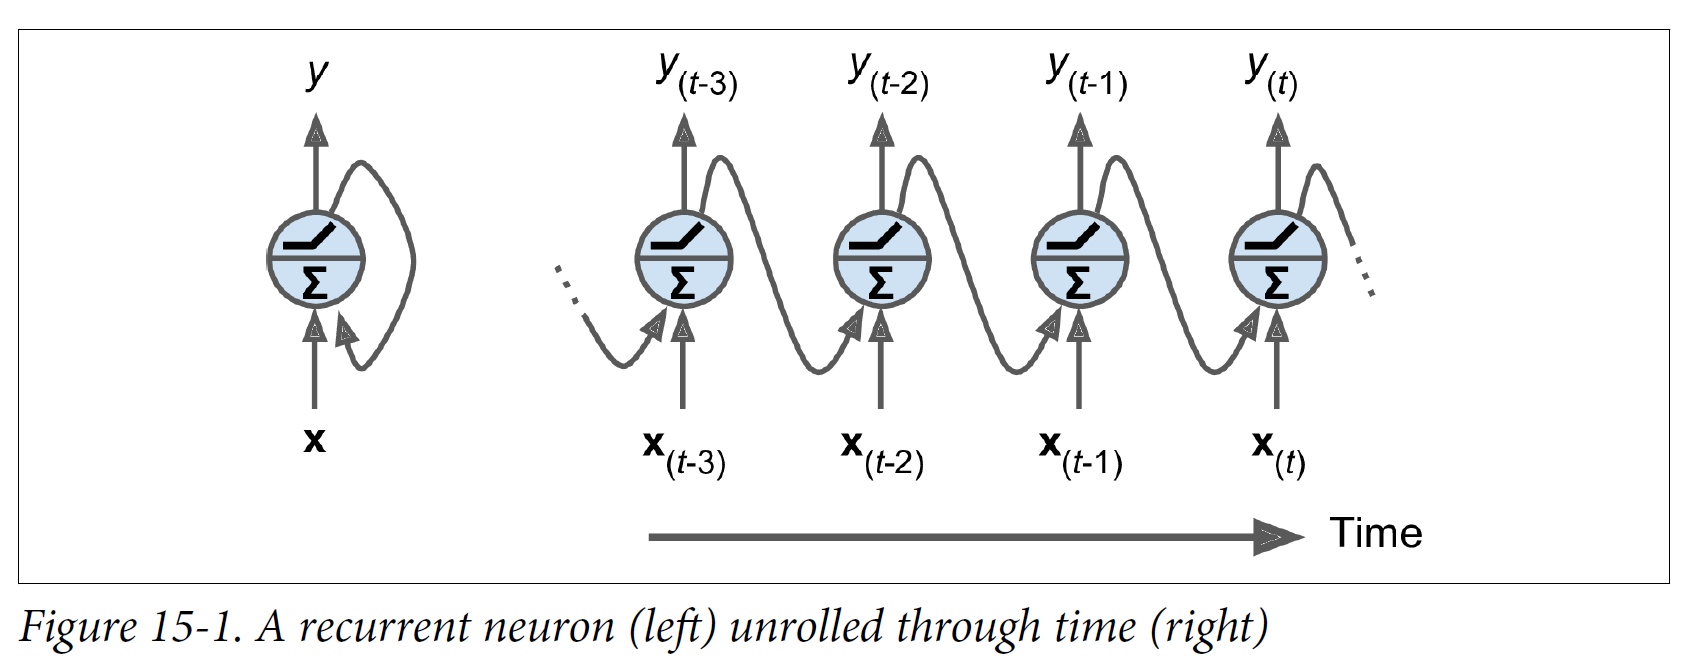 y y(t-3) y(t-2) y(t-1) y(t)
Σ Σ Σ Σ Σ
x x(t-3) x(t-2) x(t-1) x(t)
Time
Figure 15-1. A recurrent neuron (left) unrolled through time (right)